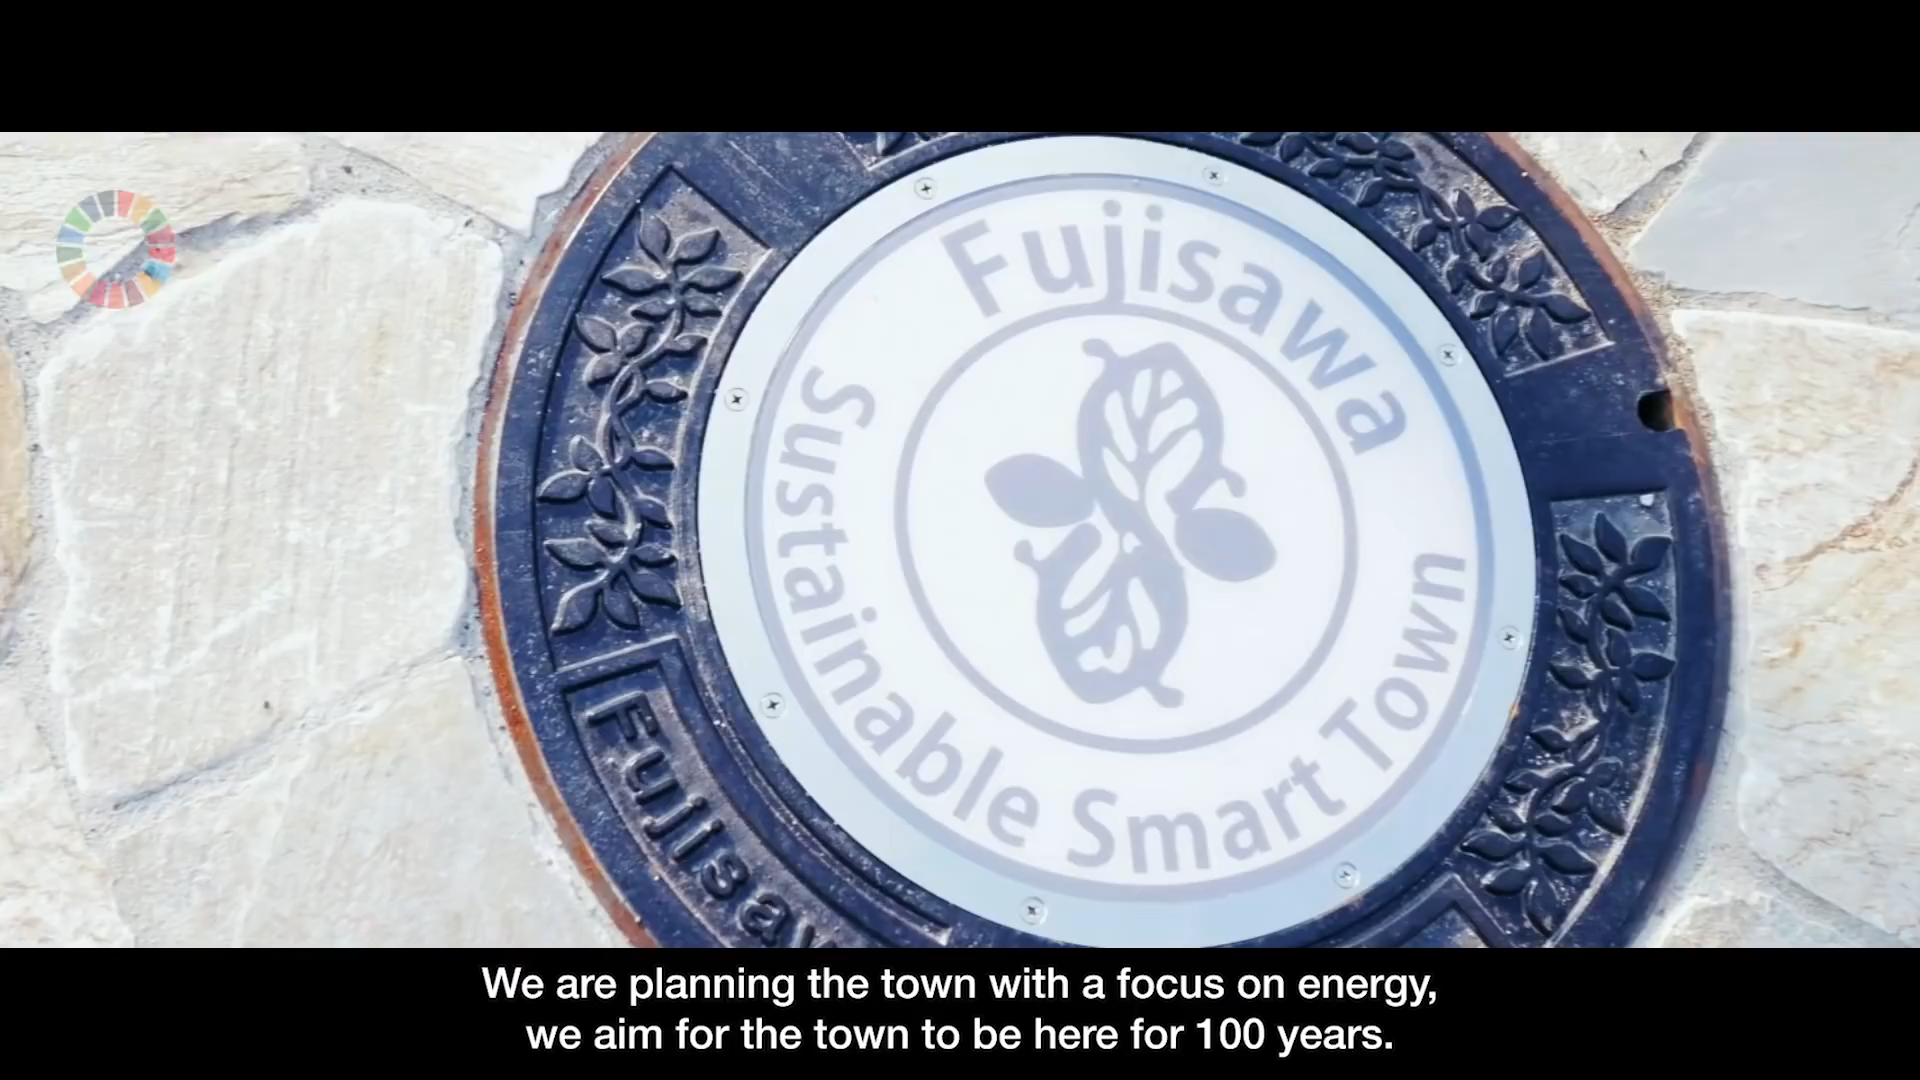 Fujisawa
Sustainable Smart Town
Fujisaw
We are planning the town with a focus on energy,
we aim for the town to be here for 100 years.